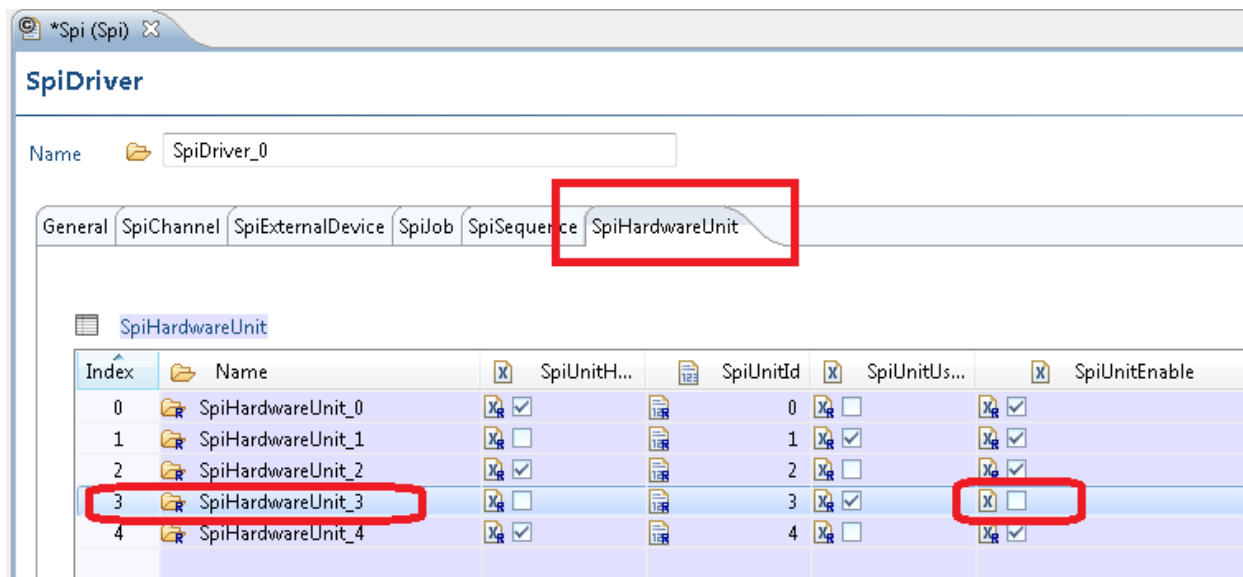 *Spi (Spi)
SpiDriver
Name SpiDriver_0
General SpiChannel SpiExternalDevice SpiJob SpiSequence SpiHardwareUnit
SpiHardwareUnit
Index Name SpiUnitH... SpiUnitId SpiUnitUs... SpiUnitEnable
0 SpiHardwareUnit_0 0
1 SpiHardwareUnit_1 1
2 SpiHardwareUnit_2 2
3 SpiHardwareUnit_3 3
4 SpiHardwareUnit_4 4